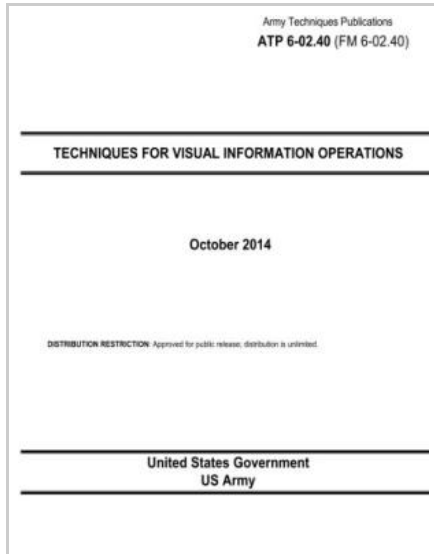 Army Techniques Publications
ATP 6-02.40 (FM 6-02.40)
TECHNIQUES FOR VISUAL INFORMATION OPERATIONS
October 2014
DISTRIBUTION RESTRICTION: Approved for public release; distribution is unlimited.
United States Government
US Army